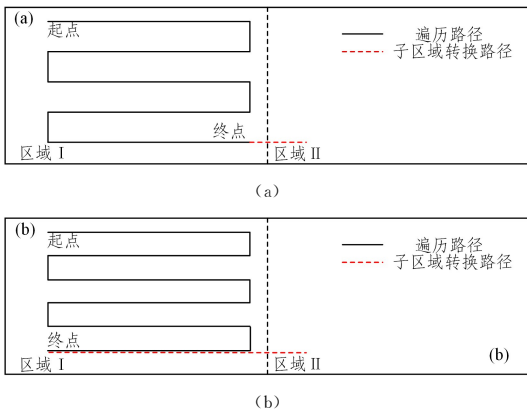 (a)
起点
遍历路径
子区域转换路径
终点
区域 I
区域 II
（a）
(b)
起点
遍历路径
子区域转换路径
终点
区域 I
区域 II
(b)
（b）